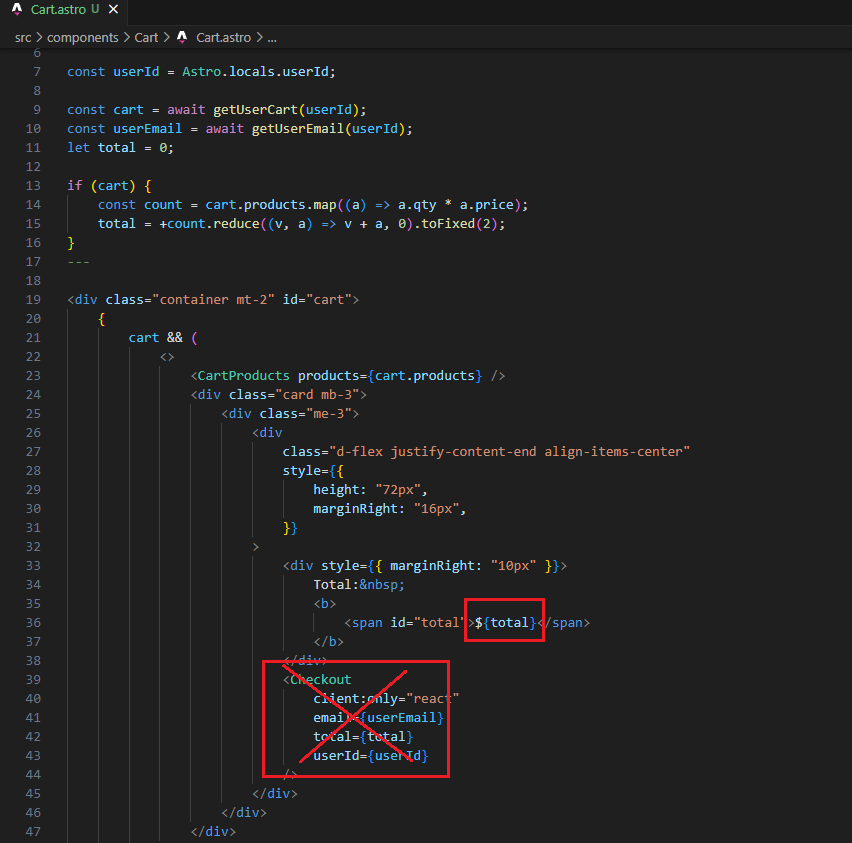 Cart.astro U ×
src > components > Cart > Cart.astro > ...
6
7 const userId = Astro.locals.userId;
8
9 const cart = await getUserCart(userId);
10 const userEmail = await getUserEmail(userId);
11 let total = 0;
12
13 if (cart) {
14 const count = cart.products.map((a) => a.qty * a.price);
15 total = +count.reduce((v, a) => v + a, 0).toFixed(2);
16 }
17 ---
18
19 <div class="container mt-2" id="cart">
20 {
21 cart && (
22 <>
23 <CartProducts products={cart.products} />
24 <div class="card mb-3">
25 <div class="me-3">
26 <div
27 class="d-flex justify-content-end align-items-center"
28 style={{
29 height: "72px",
30 marginRight: "16px",
31 }}
32 >
33 <div style={{ marginRight: "10px" }}>
34 Total:&nbsp;
35 <b>
36 <span id="total">${total}</span>
37 </b>
38 </div>
39 <Checkout
40 client:only="react"
41 email={userEmail}
42 total={total}
43 userId={userId}
44 />
45 </div>
46 </div>
47 </div>